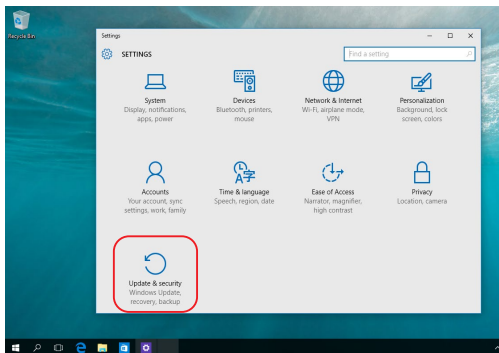 Recycle Bin
Settings
SETTINGS
Find a setting
System
Display, notifications,
apps, power
Devices
Bluetooth, printers,
mouse
Network & Internet
Wi-Fi, airplane mode,
VPN
Personalization
Background, lock
screen, colors
Accounts
Your account, sync
settings, work, family
Time & language
Speech, region, date
Ease of Access
Narrator, magnifier,
high contrast
Privacy
Location, camera
Update & security
Windows Update,
recovery, backup